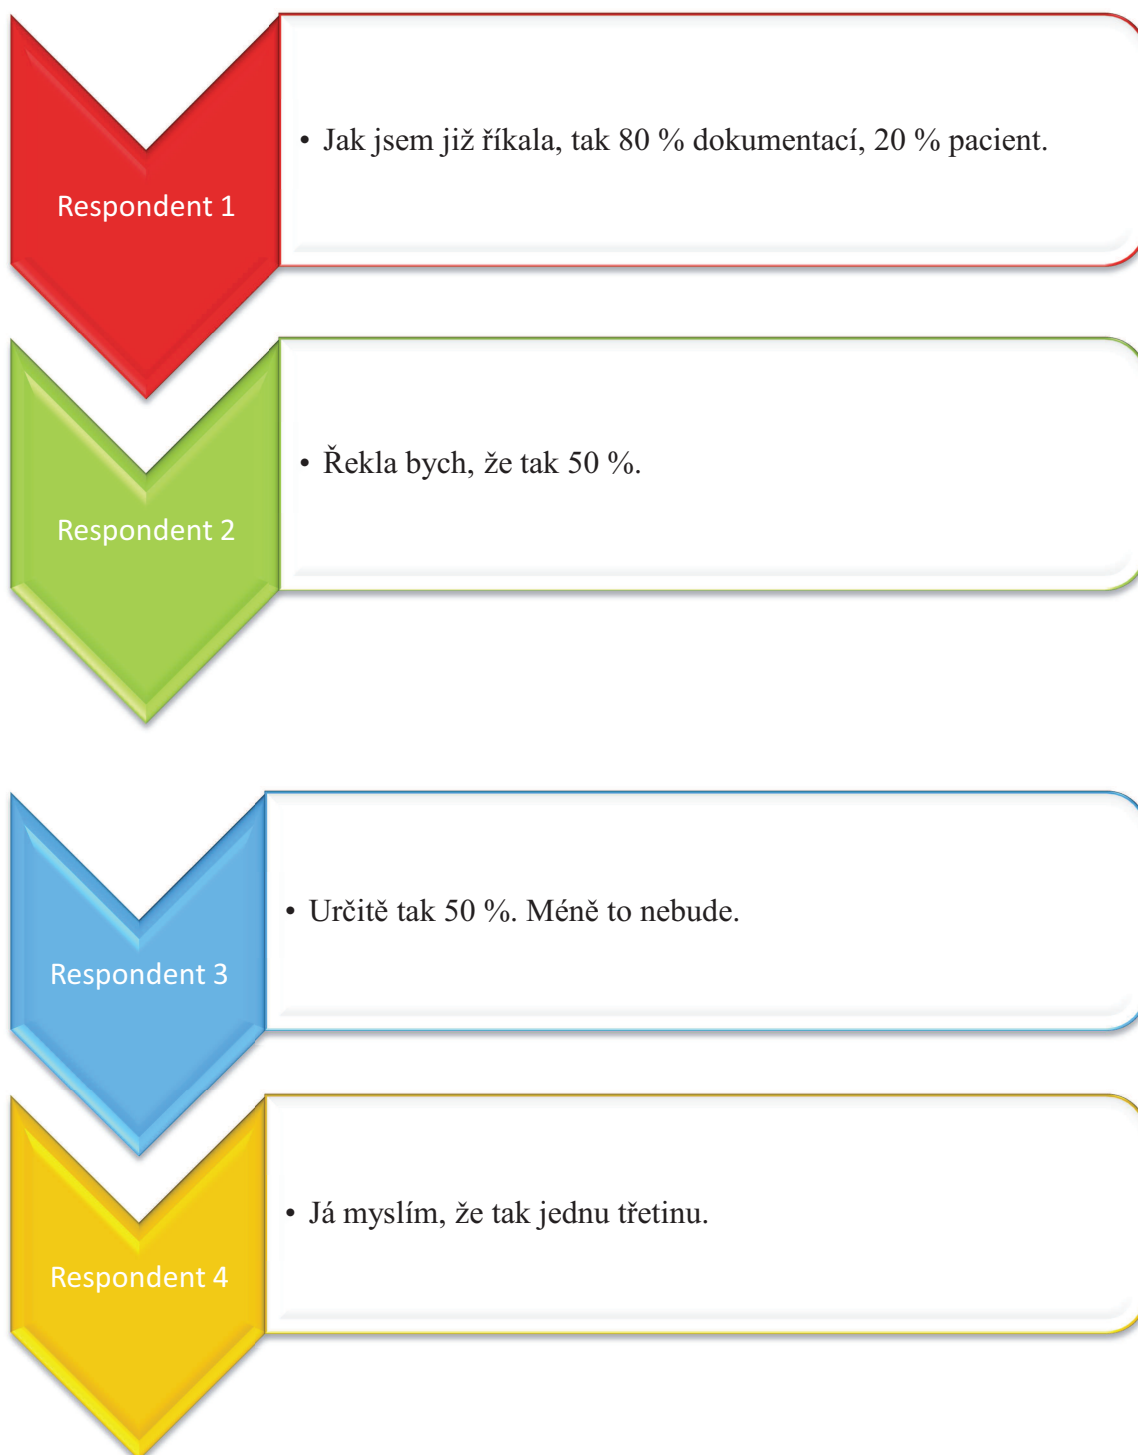 Respondent 1
• Jak jsem již říkala, tak 80 % dokumentací, 20 % pacient.
Respondent 2
• Řekla bych, že tak 50 %.
Respondent 3
• Určitě tak 50 %. Méně to nebude.
Respondent 4
• Já myslím, že tak jednu třetinu.